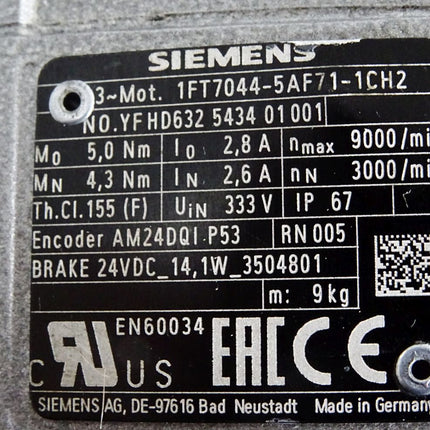 SIEMENS
3~Mot. 1FT7044-5AF71-1CH2
NO.YFHD632 5434 01 001
M0 5,0 Nm I0 2,8 A nmax 9000/mi
MN 4,3 Nm IN 2,6 A nN 3000/mi
Th.Cl.155 (F) UiN 333 V IP 67
Encoder AM24DQI P53 RN 005
BRAKE 24VDC_14,1W_3504801
m: 9 kg
EN60034
C RU US EAC CE
SIEMENS AG, DE-97616 Bad Neustadt Made in Germany